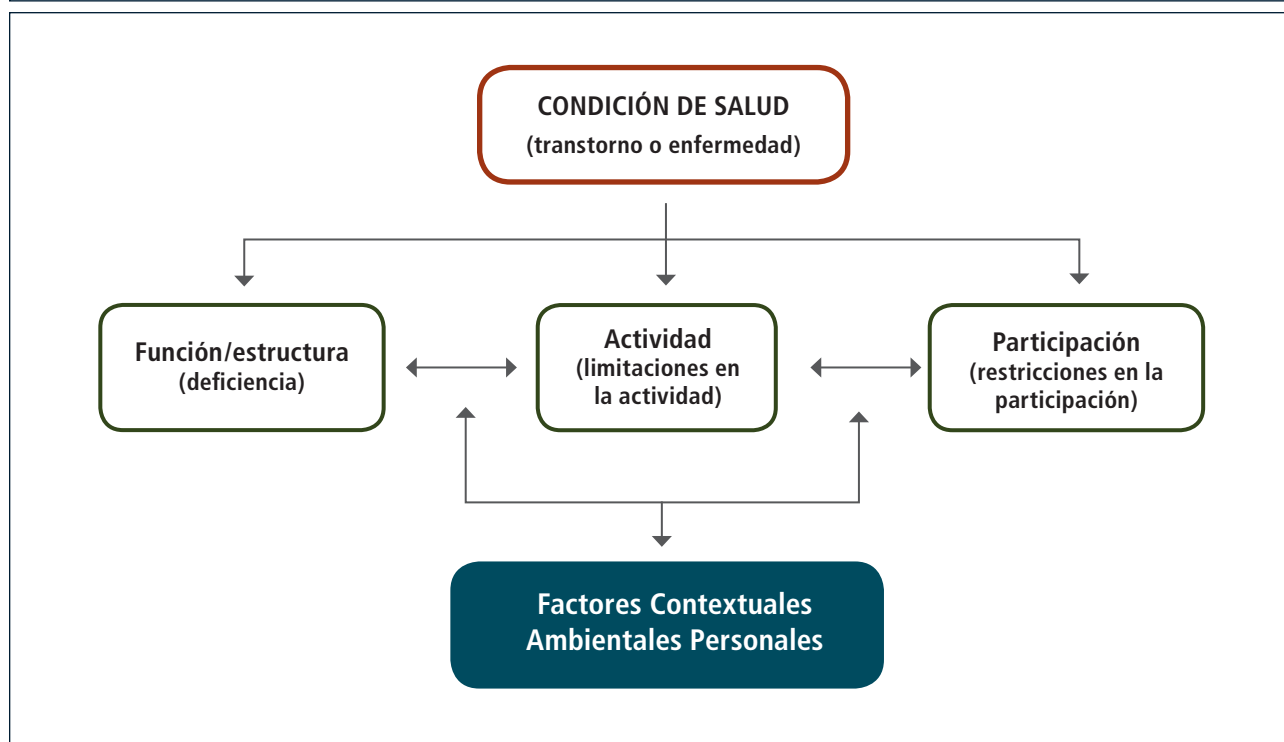 CONDICIÓN DE SALUD
(transtorno o enfermedad)
Función/estructura
(deficiencia)
Actividad
(limitaciones en
la actividad)
Participación
(restricciones en la
participación)
Factores Contextuales
Ambientales Personales